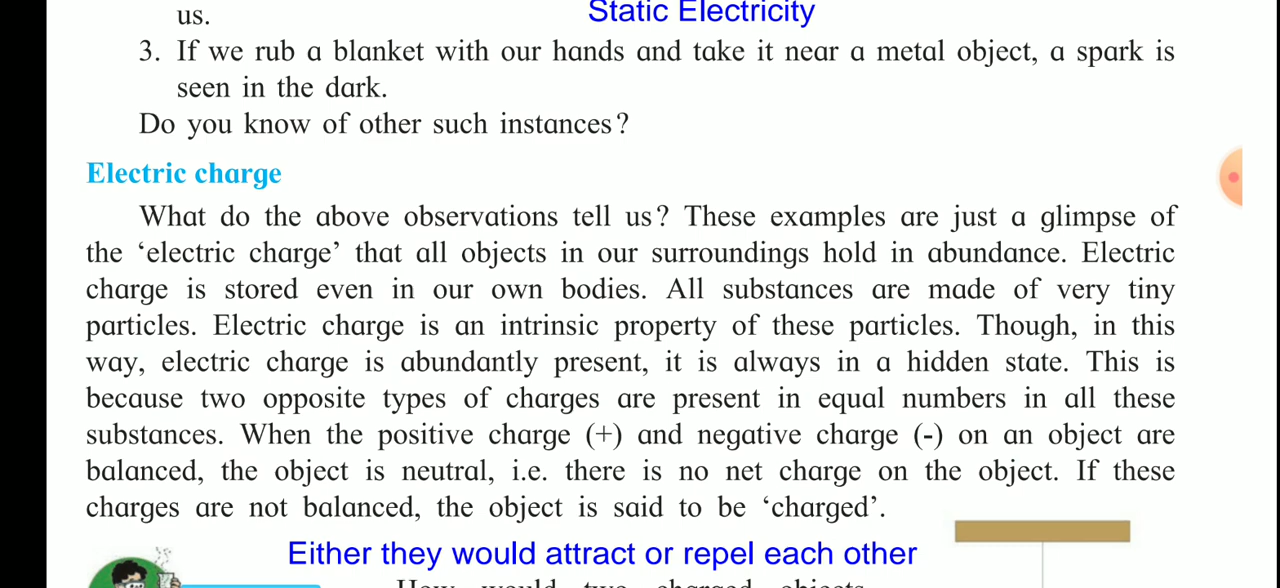 us.
Static Electricity
3. If we rub a blanket with our hands and take it near a metal object, a spark is
seen in the dark.
Do you know of other such instances?
Electric charge
What do the above observations tell us? These examples are just a glimpse of
the ‘electric charge’ that all objects in our surroundings hold in abundance. Electric
charge is stored even in our own bodies. All substances are made of very tiny
particles. Electric charge is an intrinsic property of these particles. Though, in this
way, electric charge is abundantly present, it is always in a hidden state. This is
because two opposite types of charges are present in equal numbers in all these
substances. When the positive charge (+) and negative charge (-) on an object are
balanced, the object is neutral, i.e. there is no net charge on the object. If these
charges are not balanced, the object is said to be ‘charged’.
Either they would attract or repel each other
How would two charged objects